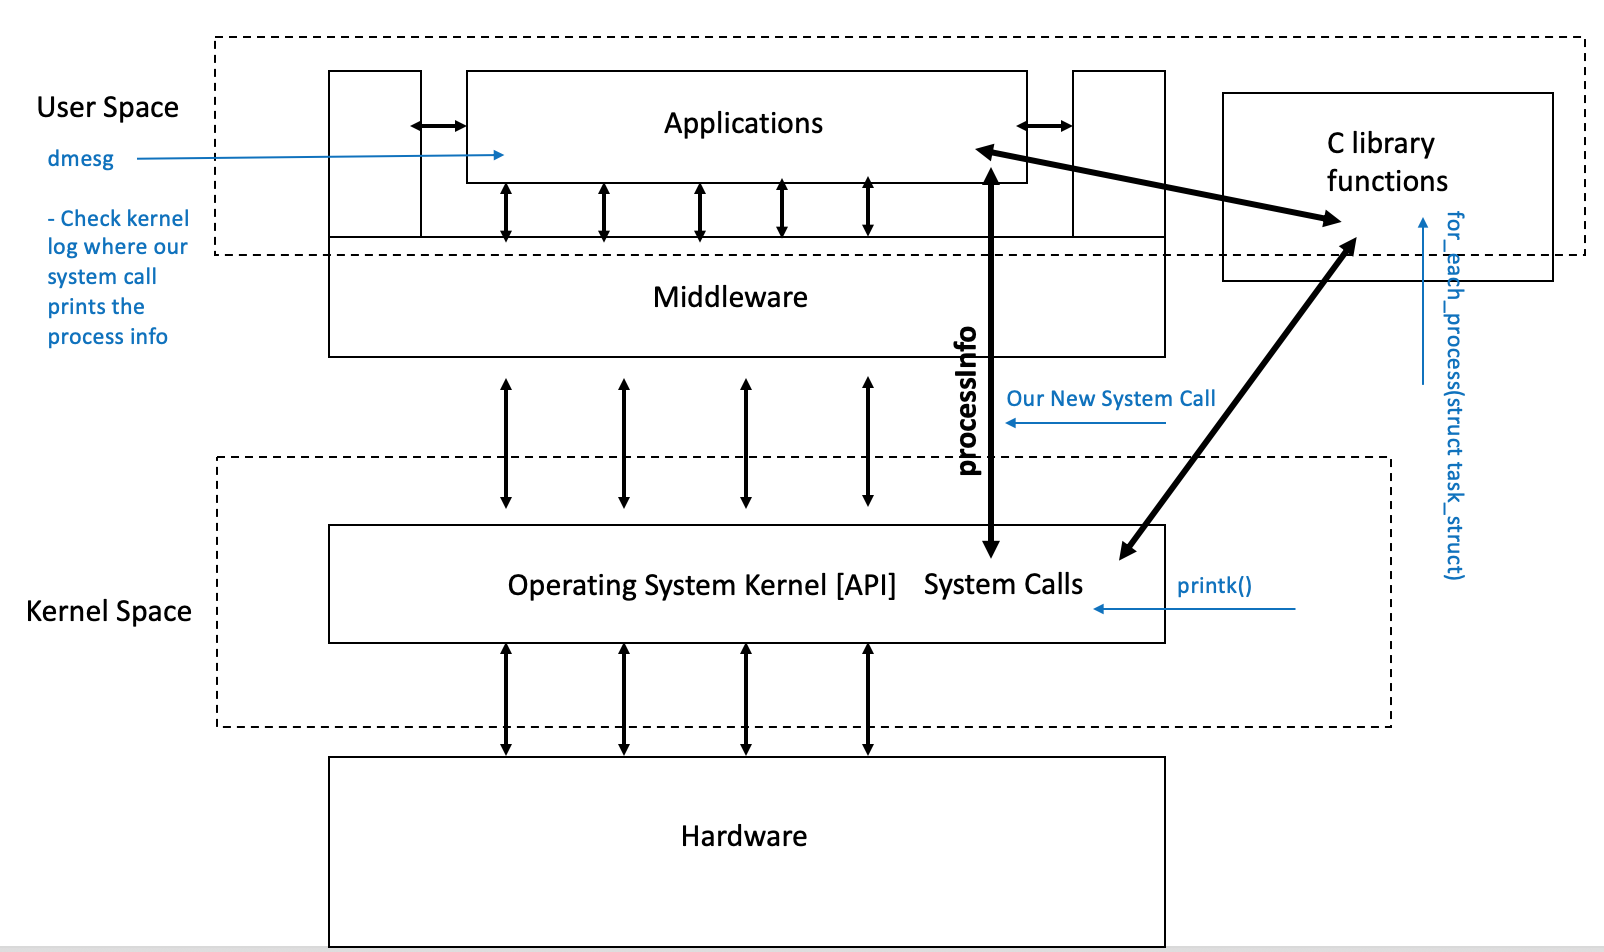 User Space
Applications
C library
functions
dmesg
- Check kernel
log where our
system call
prints the
process info
Middleware
processInfo
Our New System Call
for_each_process(struct task_struct)
Kernel Space
Operating System Kernel [API]
System Calls
printk()
Hardware